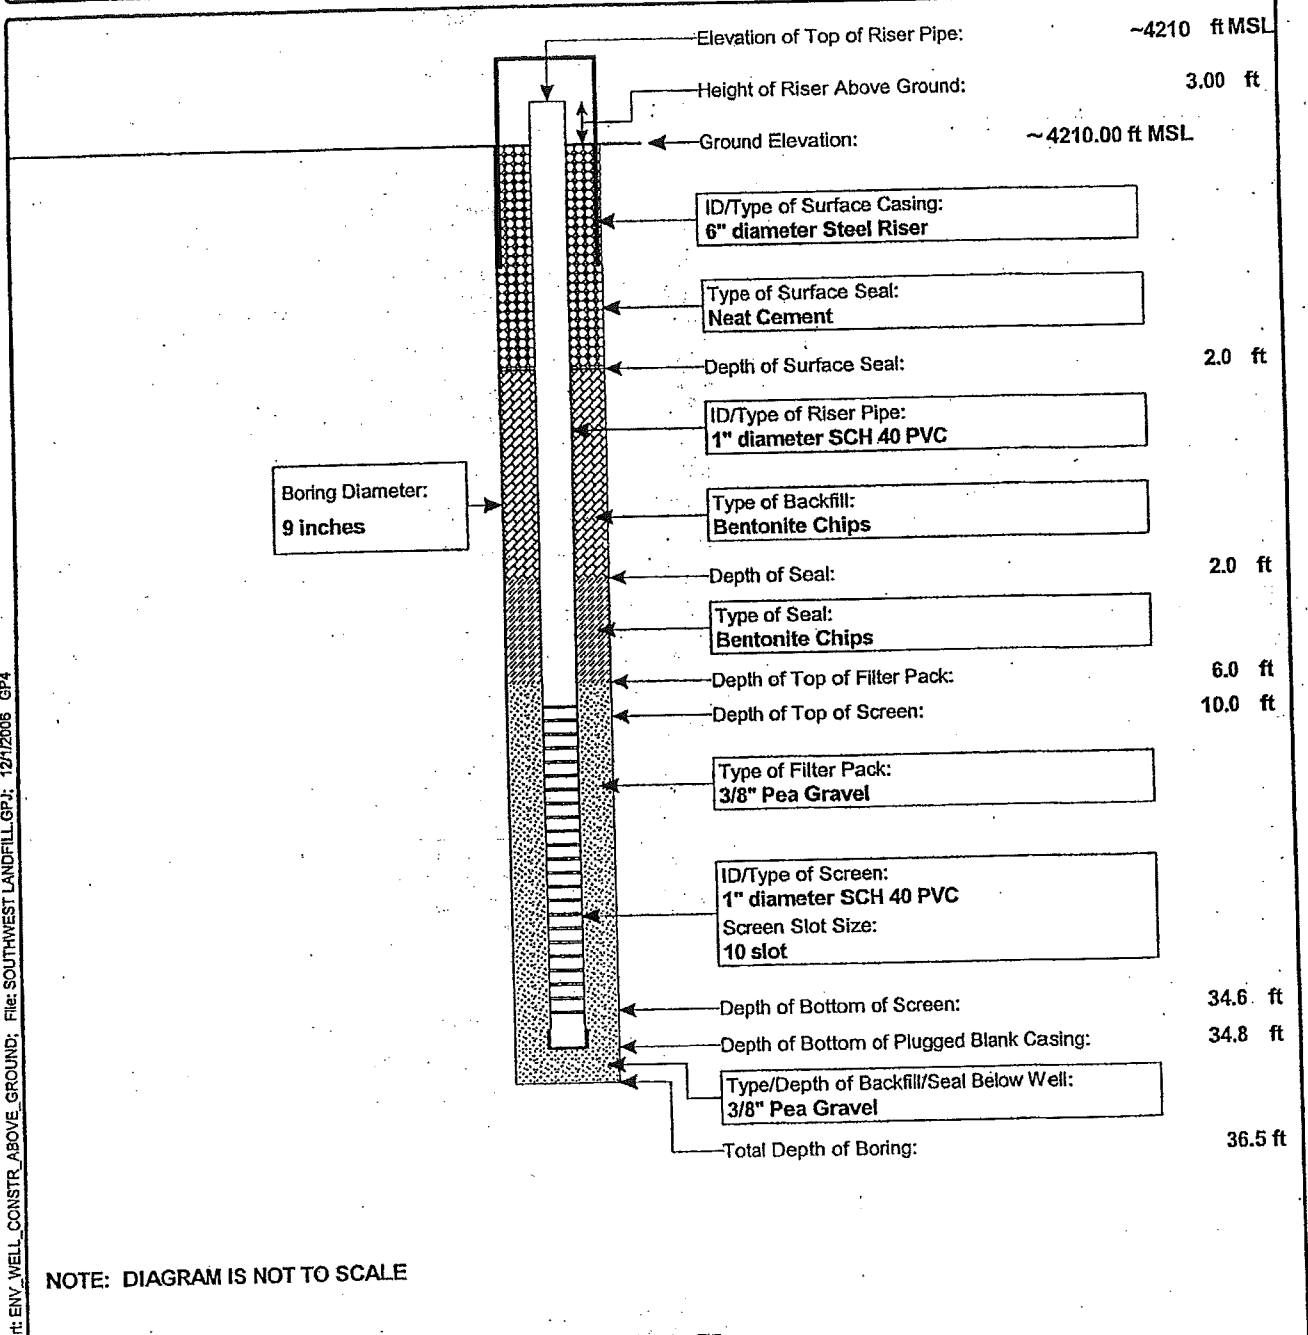 Elevation of Top of Riser Pipe: ~4210 ft MSL
Height of Riser Above Ground: 3.00 ft
Ground Elevation: ~4210.00 ft MSL
ID/Type of Surface Casing:
6" diameter Steel Riser
Type of Surface Seal:
Neat Cement
Depth of Surface Seal: 2.0 ft
ID/Type of Riser Pipe:
1" diameter SCH 40 PVC
Boring Diameter:
9 inches
Type of Backfill:
Bentonite Chips
Depth of Seal: 2.0 ft
Type of Seal:
Bentonite Chips
Depth of Top of Filter Pack: 6.0 ft
Depth of Top of Screen: 10.0 ft
Type of Filter Pack:
3/8" Pea Gravel
ID/Type of Screen:
1" diameter SCH 40 PVC
Screen Slot Size:
10 slot
Depth of Bottom of Screen: 34.6 ft
Depth of Bottom of Plugged Blank Casing: 34.8 ft
Type/Depth of Backfill/Seal Below Well:
3/8" Pea Gravel
Total Depth of Boring: 36.5 ft
NOTE: DIAGRAM IS NOT TO SCALE
rt: ENV_WELL_CONSTR_ABOVE_GROUND; File: SOUTHWEST LANDFILL.GPJ; 12/1/2006 GP4